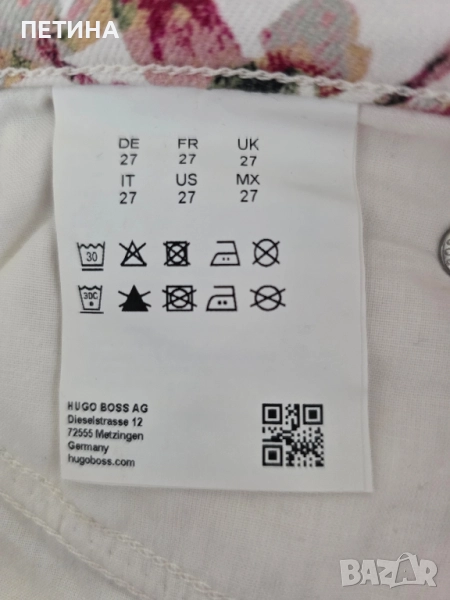 ПЕТИНА
DE FR UK
27 27 27
IT US MX
27 27 27
30
30C
HUGO BOSS AG
Dieselstrasse 12
72555 Metzingen
Germany
hugoboss.com
bazar